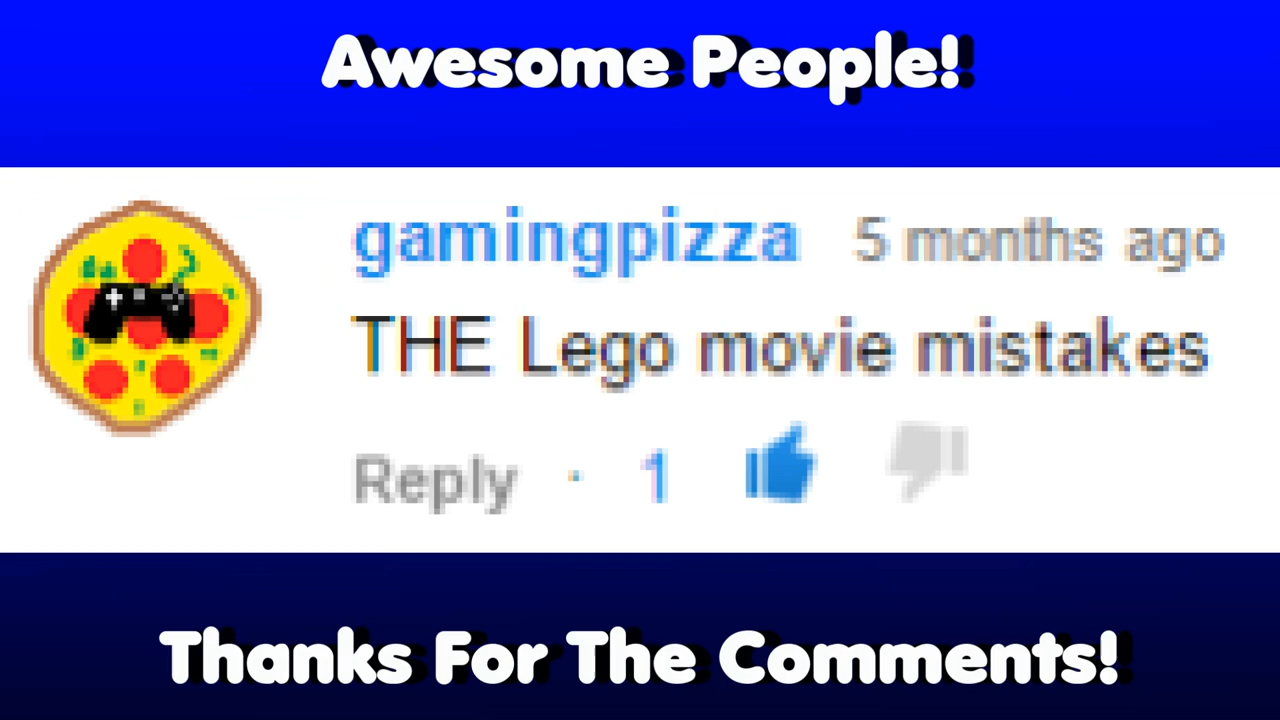 Awesome People!
gamingpizza 5 months ago
THE Lego movie mistakes
Reply · 1
Thanks For The Comments!